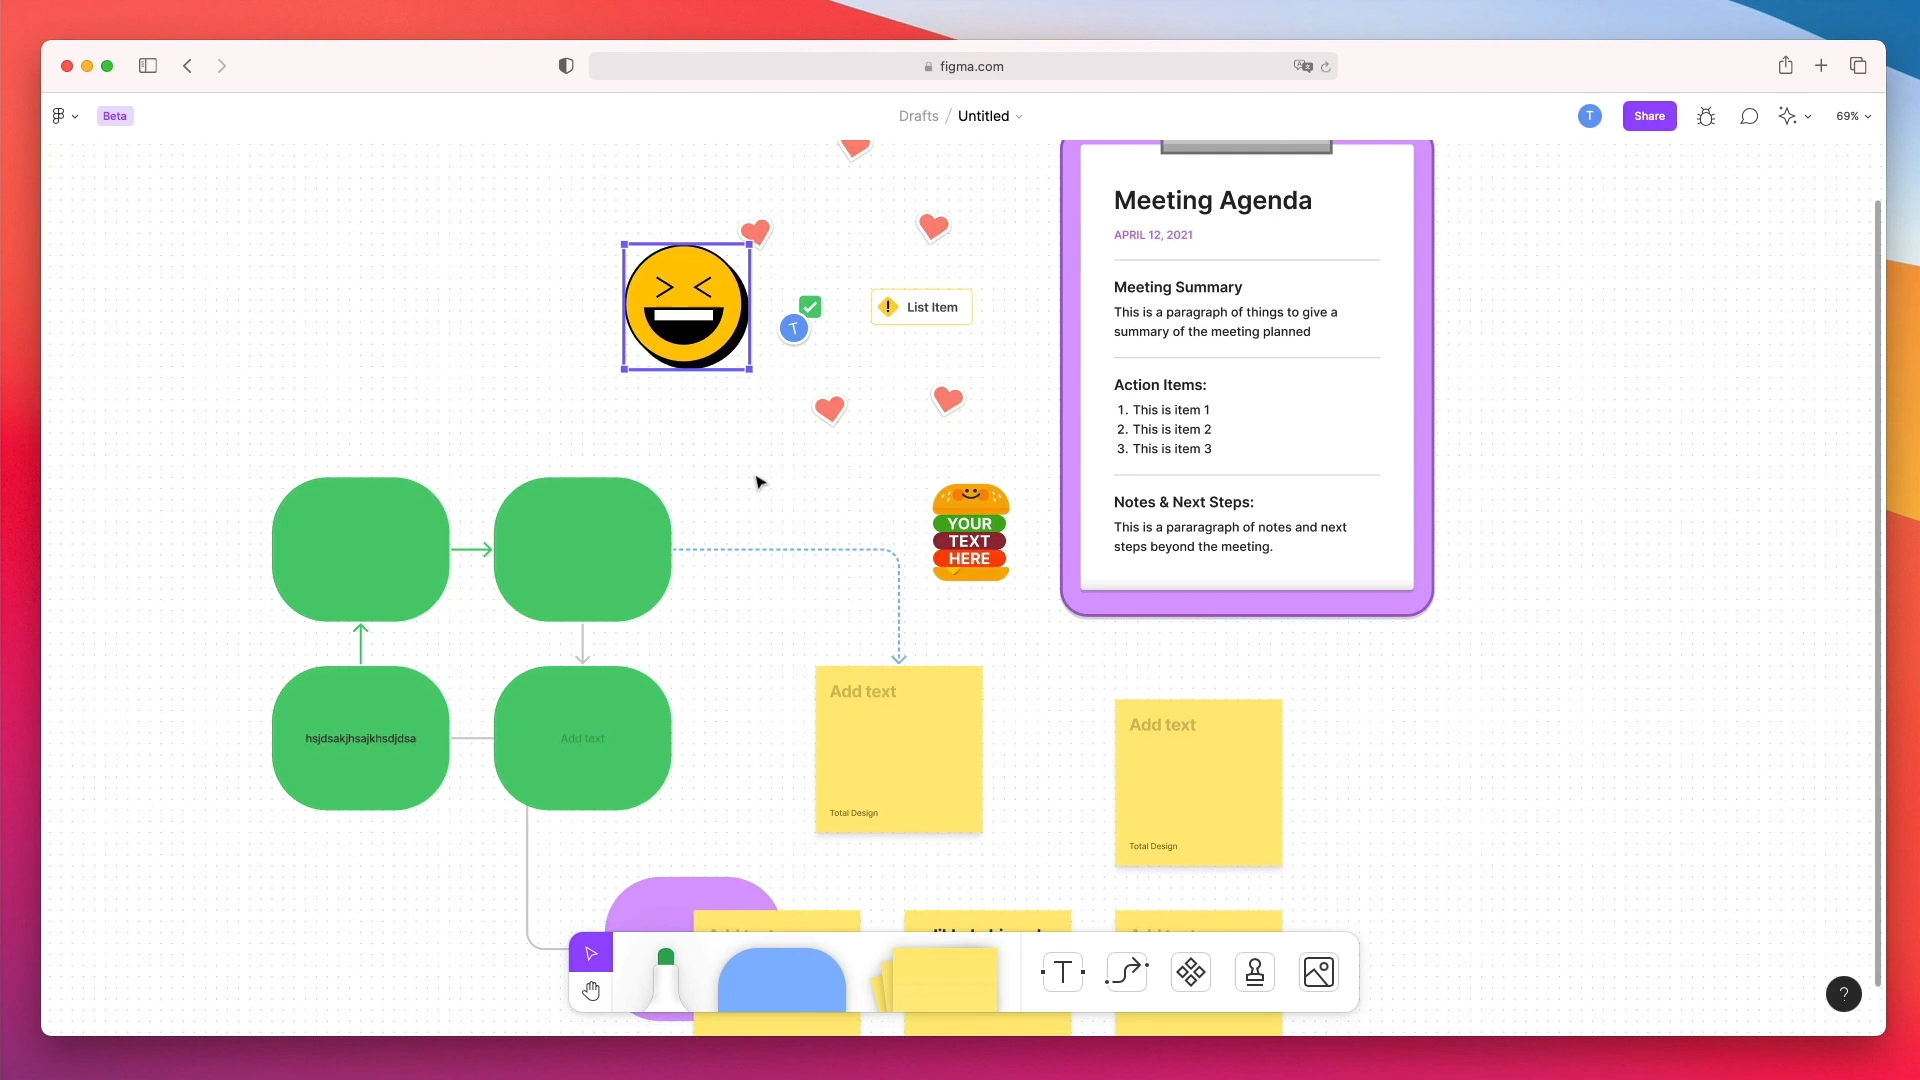 figma.com
Beta
Drafts / Untitled
T
Share
69%
Meeting Agenda
APRIL 12, 2021
Meeting Summary
This is a paragraph of things to give a
summary of the meeting planned
Action Items:
1. This is item 1
2. This is item 2
3. This is item 3
Notes & Next Steps:
This is a pararagraph of notes and next
steps beyond the meeting.
T
List Item
YOUR
TEXT
HERE
hsjdsakjhsajkhsdjdsa
Add text
Add text
Total Design
Add text
Total Design
T
?